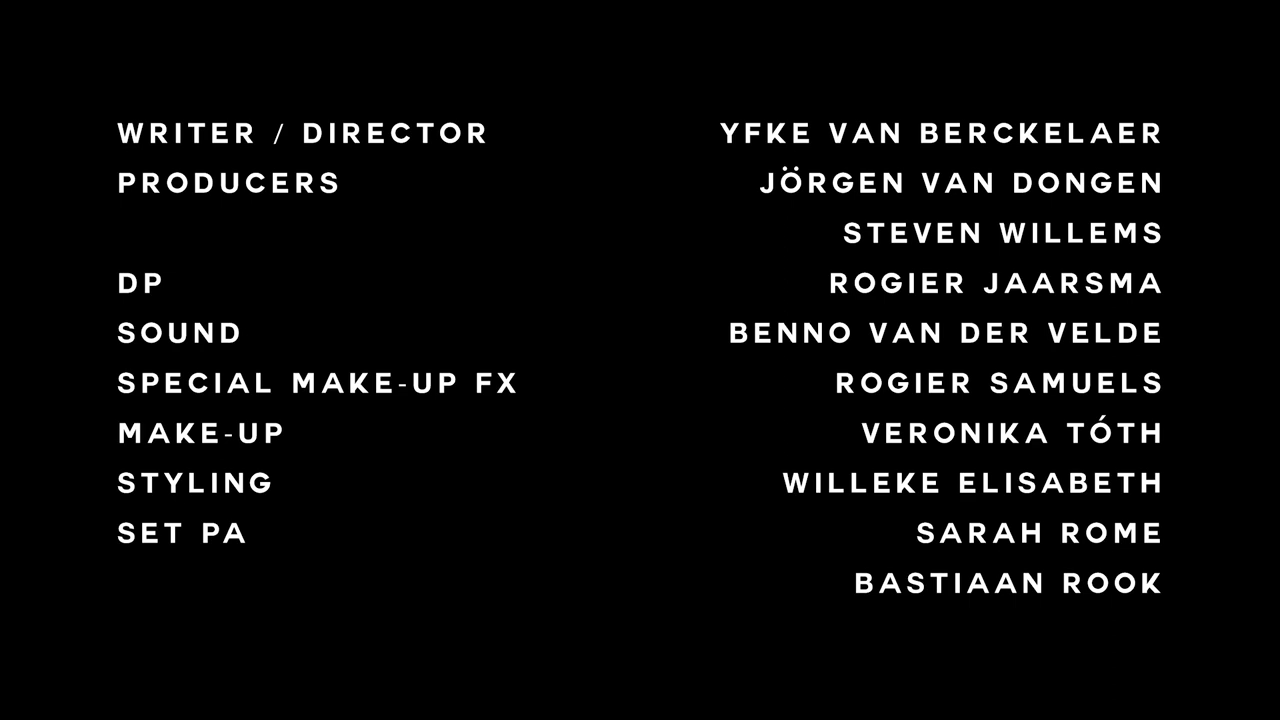 WRITER / DIRECTOR YFKE VAN BERCKELAER
PRODUCERS JÖRGEN VAN DONGEN
STEVEN WILLEMS
DP ROGIER JAARSMA
SOUND BENNO VAN DER VELDE
SPECIAL MAKE-UP FX ROGIER SAMUELS
MAKE-UP VERONIKA TÓTH
STYLING WILLEKE ELISABETH
SET PA SARAH ROME
BASTIAAN ROOK